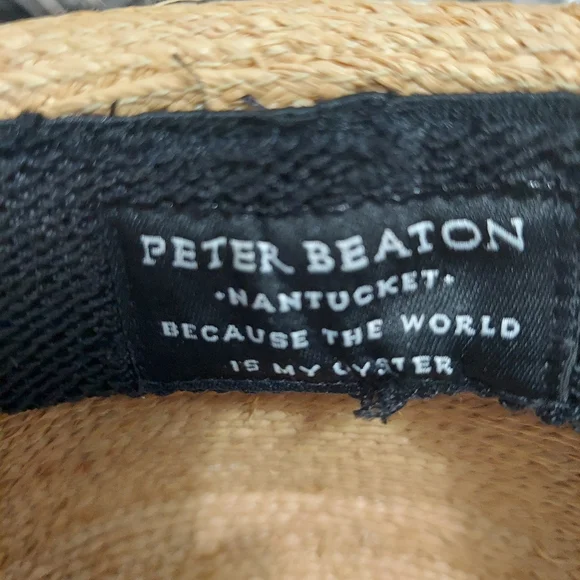 PETER BEATON
•NANTUCKET•
BECAUSE THE WORLD
IS MY OYSTER